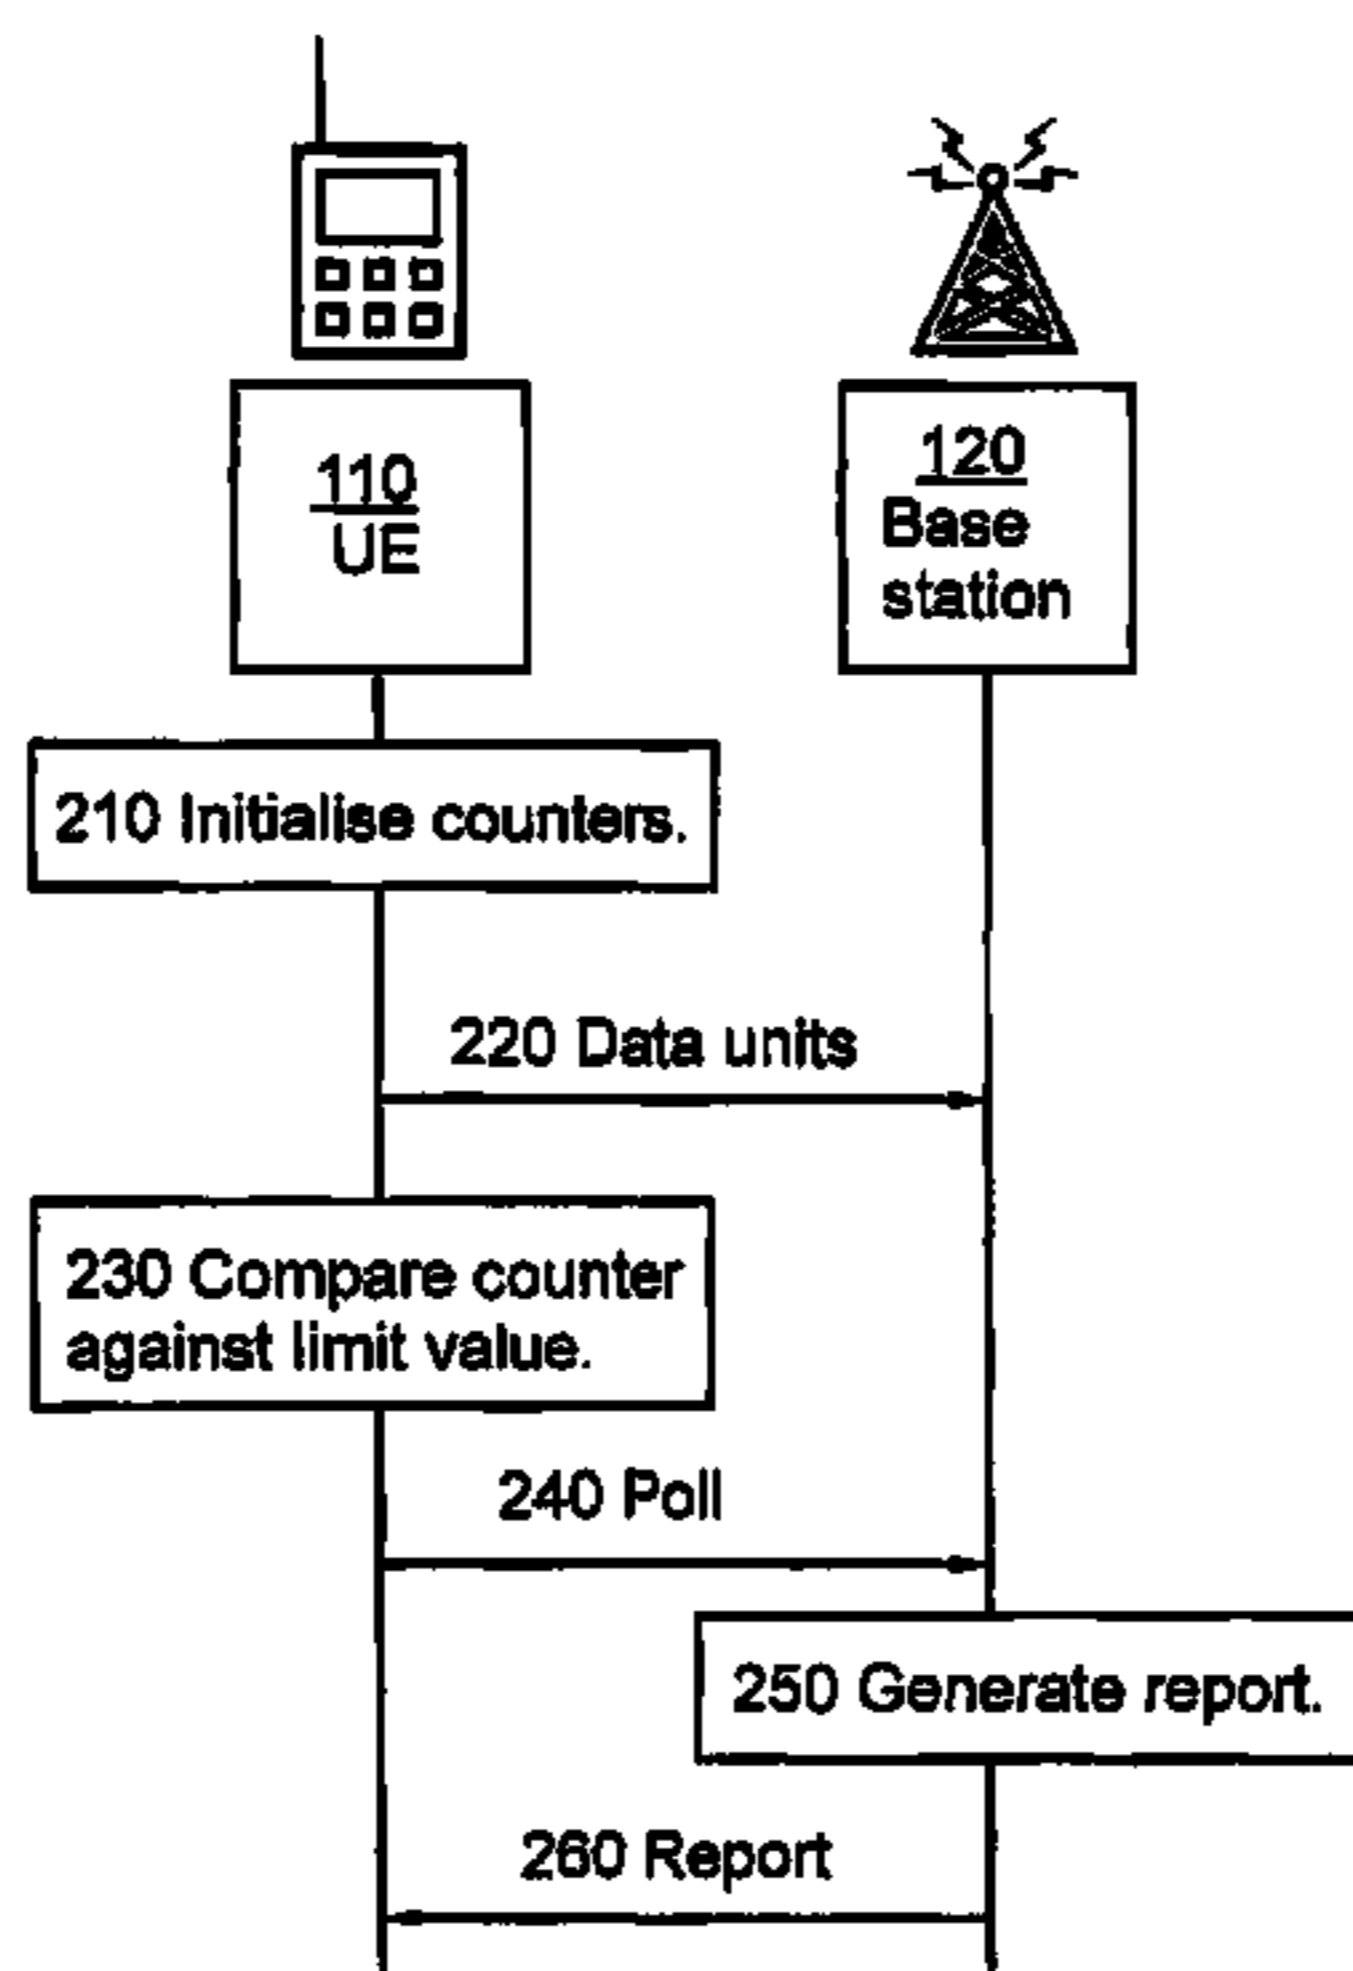 110
UE
120
Base
station
210 Initialise counters.
220 Data units
230 Compare counter
against limit value.
240 Poll
250 Generate report.
260 Report